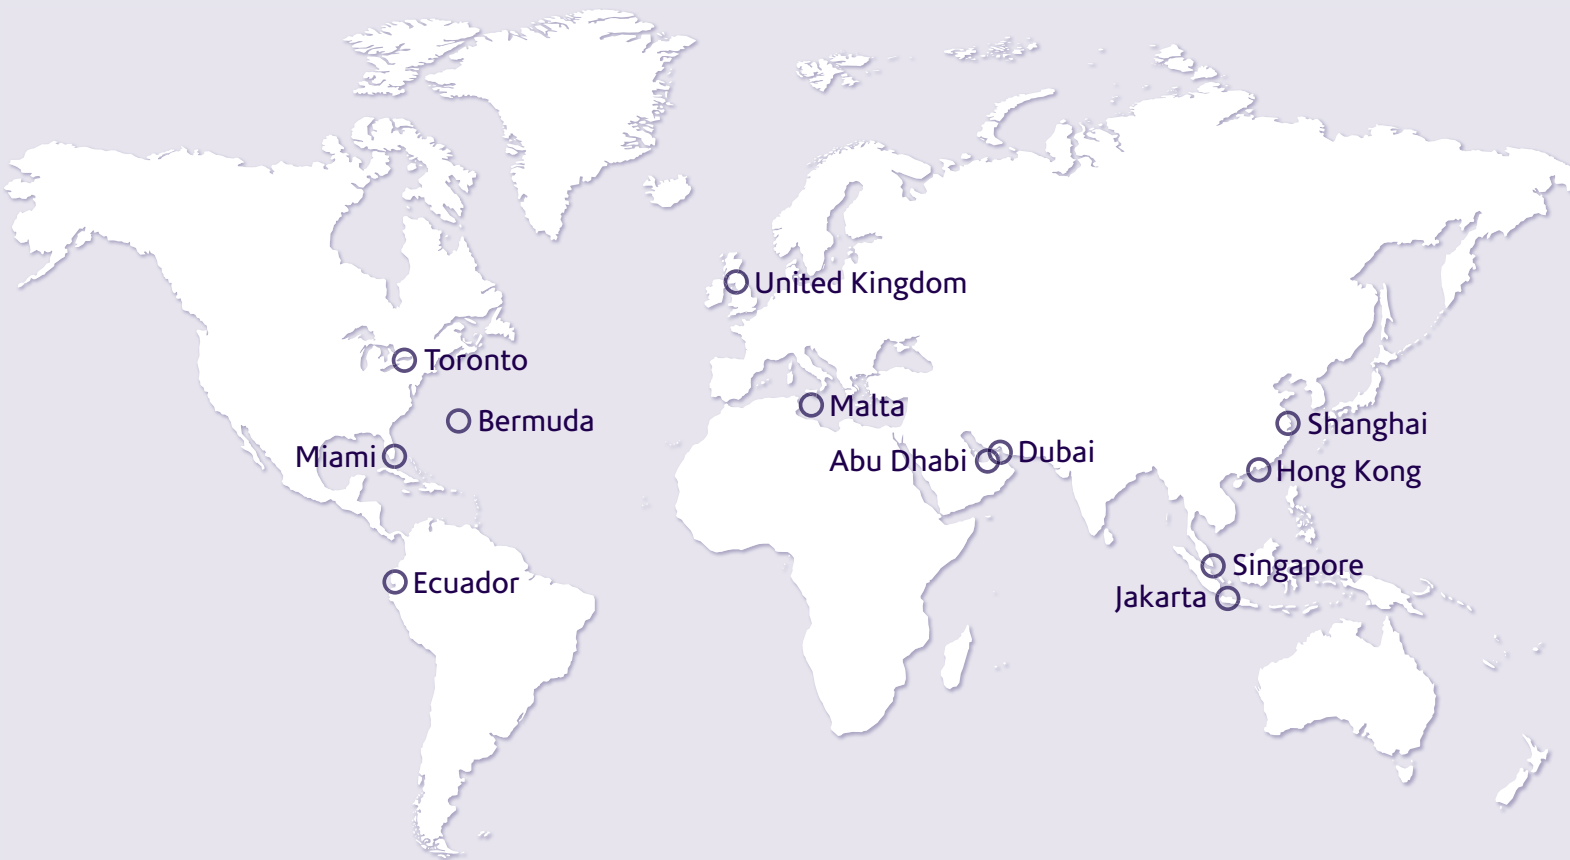 United Kingdom
Toronto
Malta
Bermuda
Shanghai
Miami
Dubai
Abu Dhabi
Hong Kong
Singapore
Ecuador
Jakarta